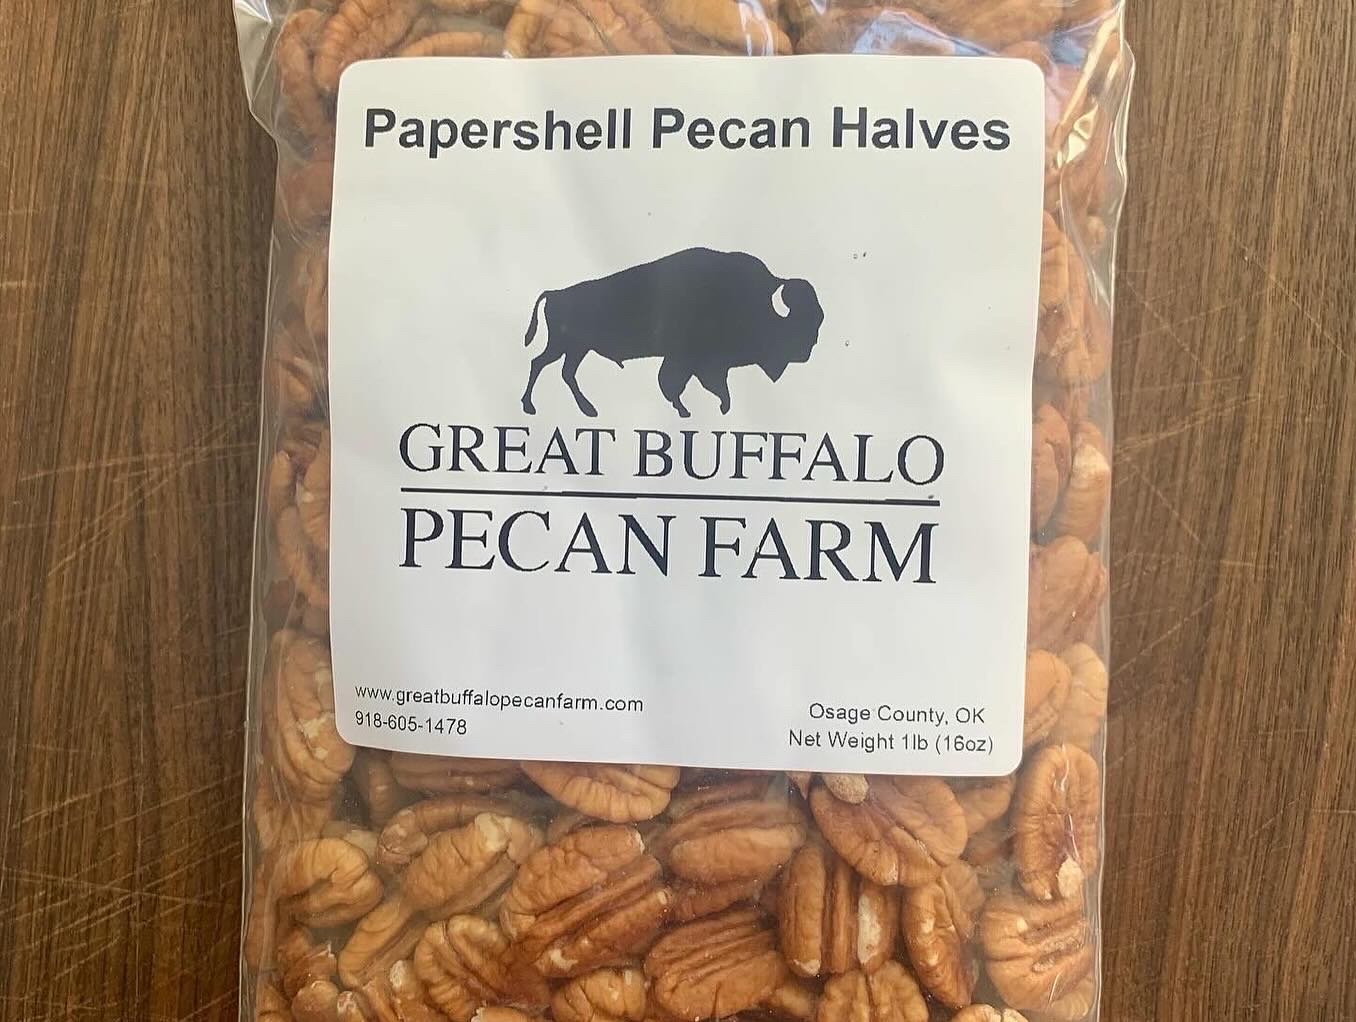 Papershell Pecan Halves
GREAT BUFFALO
PECAN FARM
www.greatbuffalopecanfarm.com
918-605-1478
Osage County, OK
Net Weight 1lb (16oz)